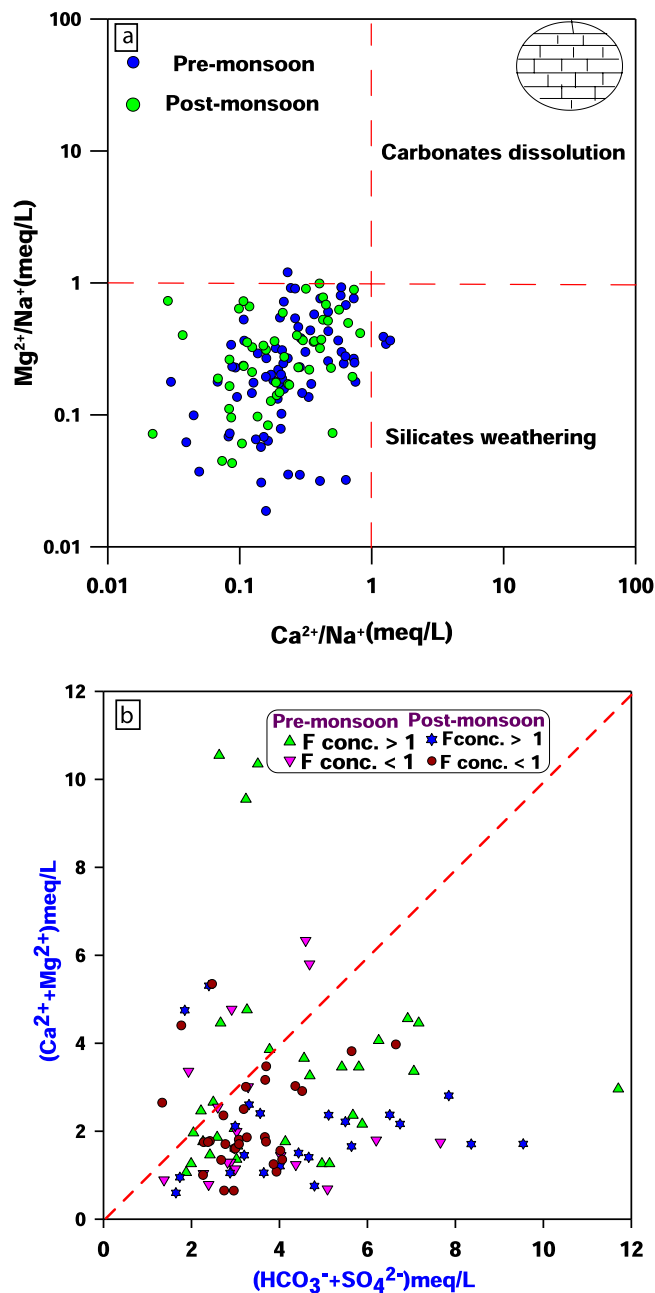 100
a
Pre-monsoon
Post-monsoon
Carbonates dissolution
10
Mg²⁺/Na⁺(meq/L)
1
0.1
Silicates weathering
0.01
0.01 0.1 1 10 100
Ca²⁺/Na⁺(meq/L)
12
b
Pre-monsoon Post-monsoon
F conc. > 1 Fconc. > 1
F conc. < 1 F conc. < 1
10
8
(Ca²⁺+Mg²⁺)meq/L
6
4
2
0
0 2 4 6 8 10 12
(HCO₃⁻+SO₄²⁻)meq/L